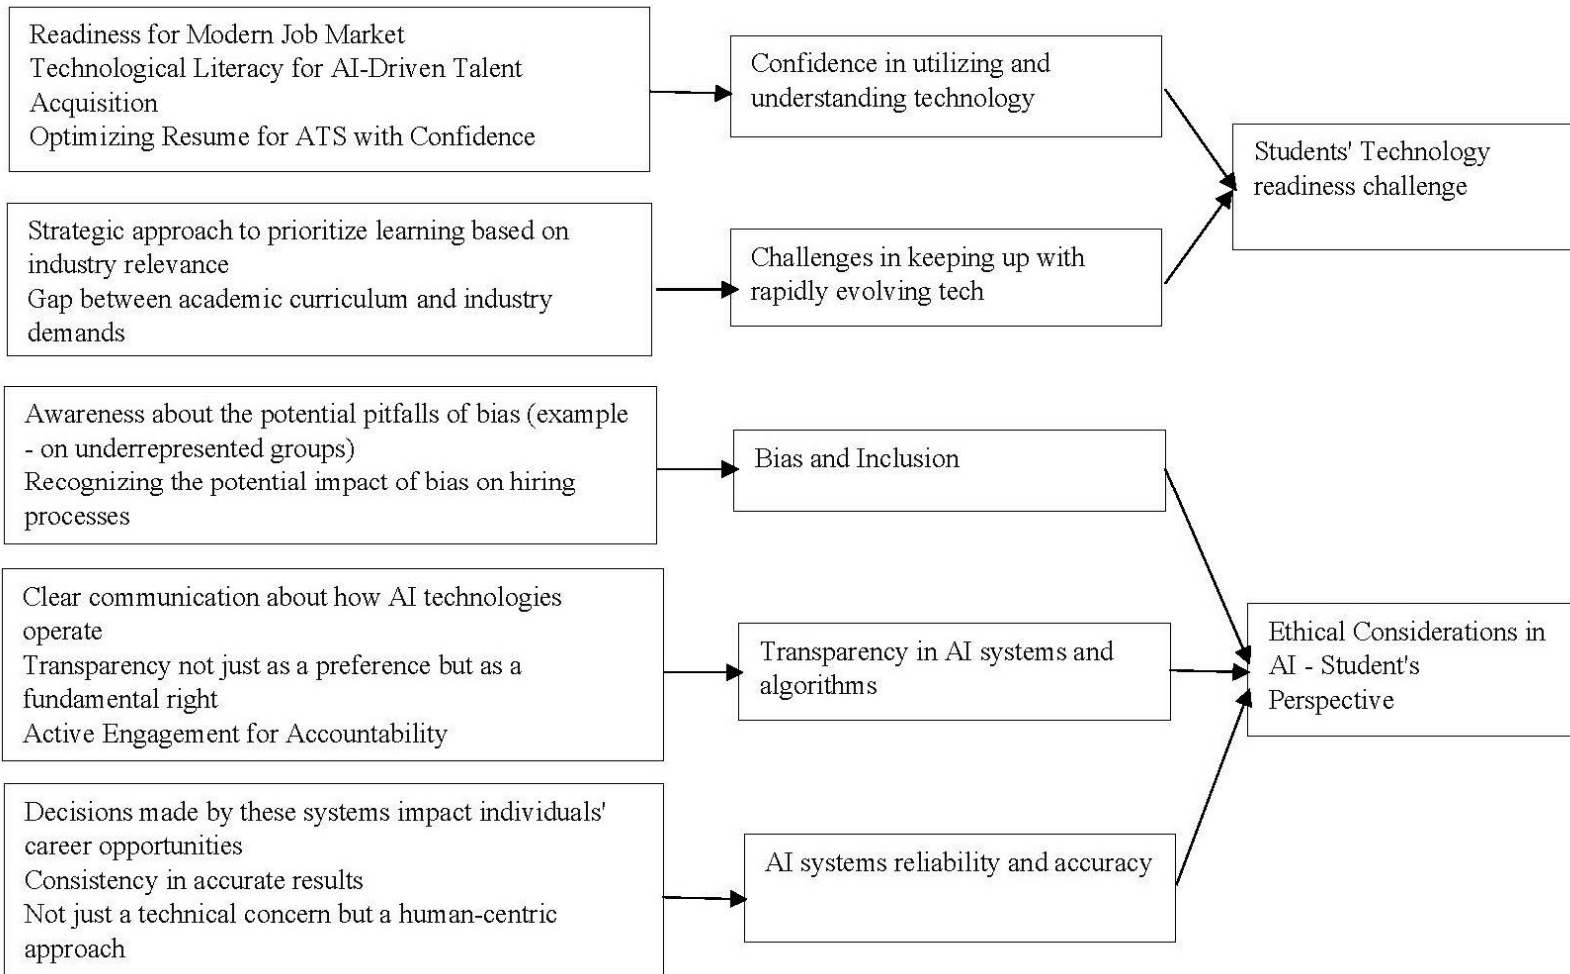 Readiness for Modern Job Market
Technological Literacy for AI-Driven Talent
Acquisition
Optimizing Resume for ATS with Confidence
Confidence in utilizing and
understanding technology
Students' Technology
readiness challenge
Strategic approach to prioritize learning based on
industry relevance
Gap between academic curriculum and industry
demands
Challenges in keeping up with
rapidly evolving tech
Awareness about the potential pitfalls of bias (example
- on underrepresented groups)
Recognizing the potential impact of bias on hiring
processes
Bias and Inclusion
Clear communication about how AI technologies
operate
Transparency not just as a preference but as a
fundamental right
Active Engagement for Accountability
Transparency in AI systems and
algorithms
Ethical Considerations in
AI - Student's
Perspective
Decisions made by these systems impact individuals'
career opportunities
Consistency in accurate results
Not just a technical concern but a human-centric
approach
AI systems reliability and accuracy